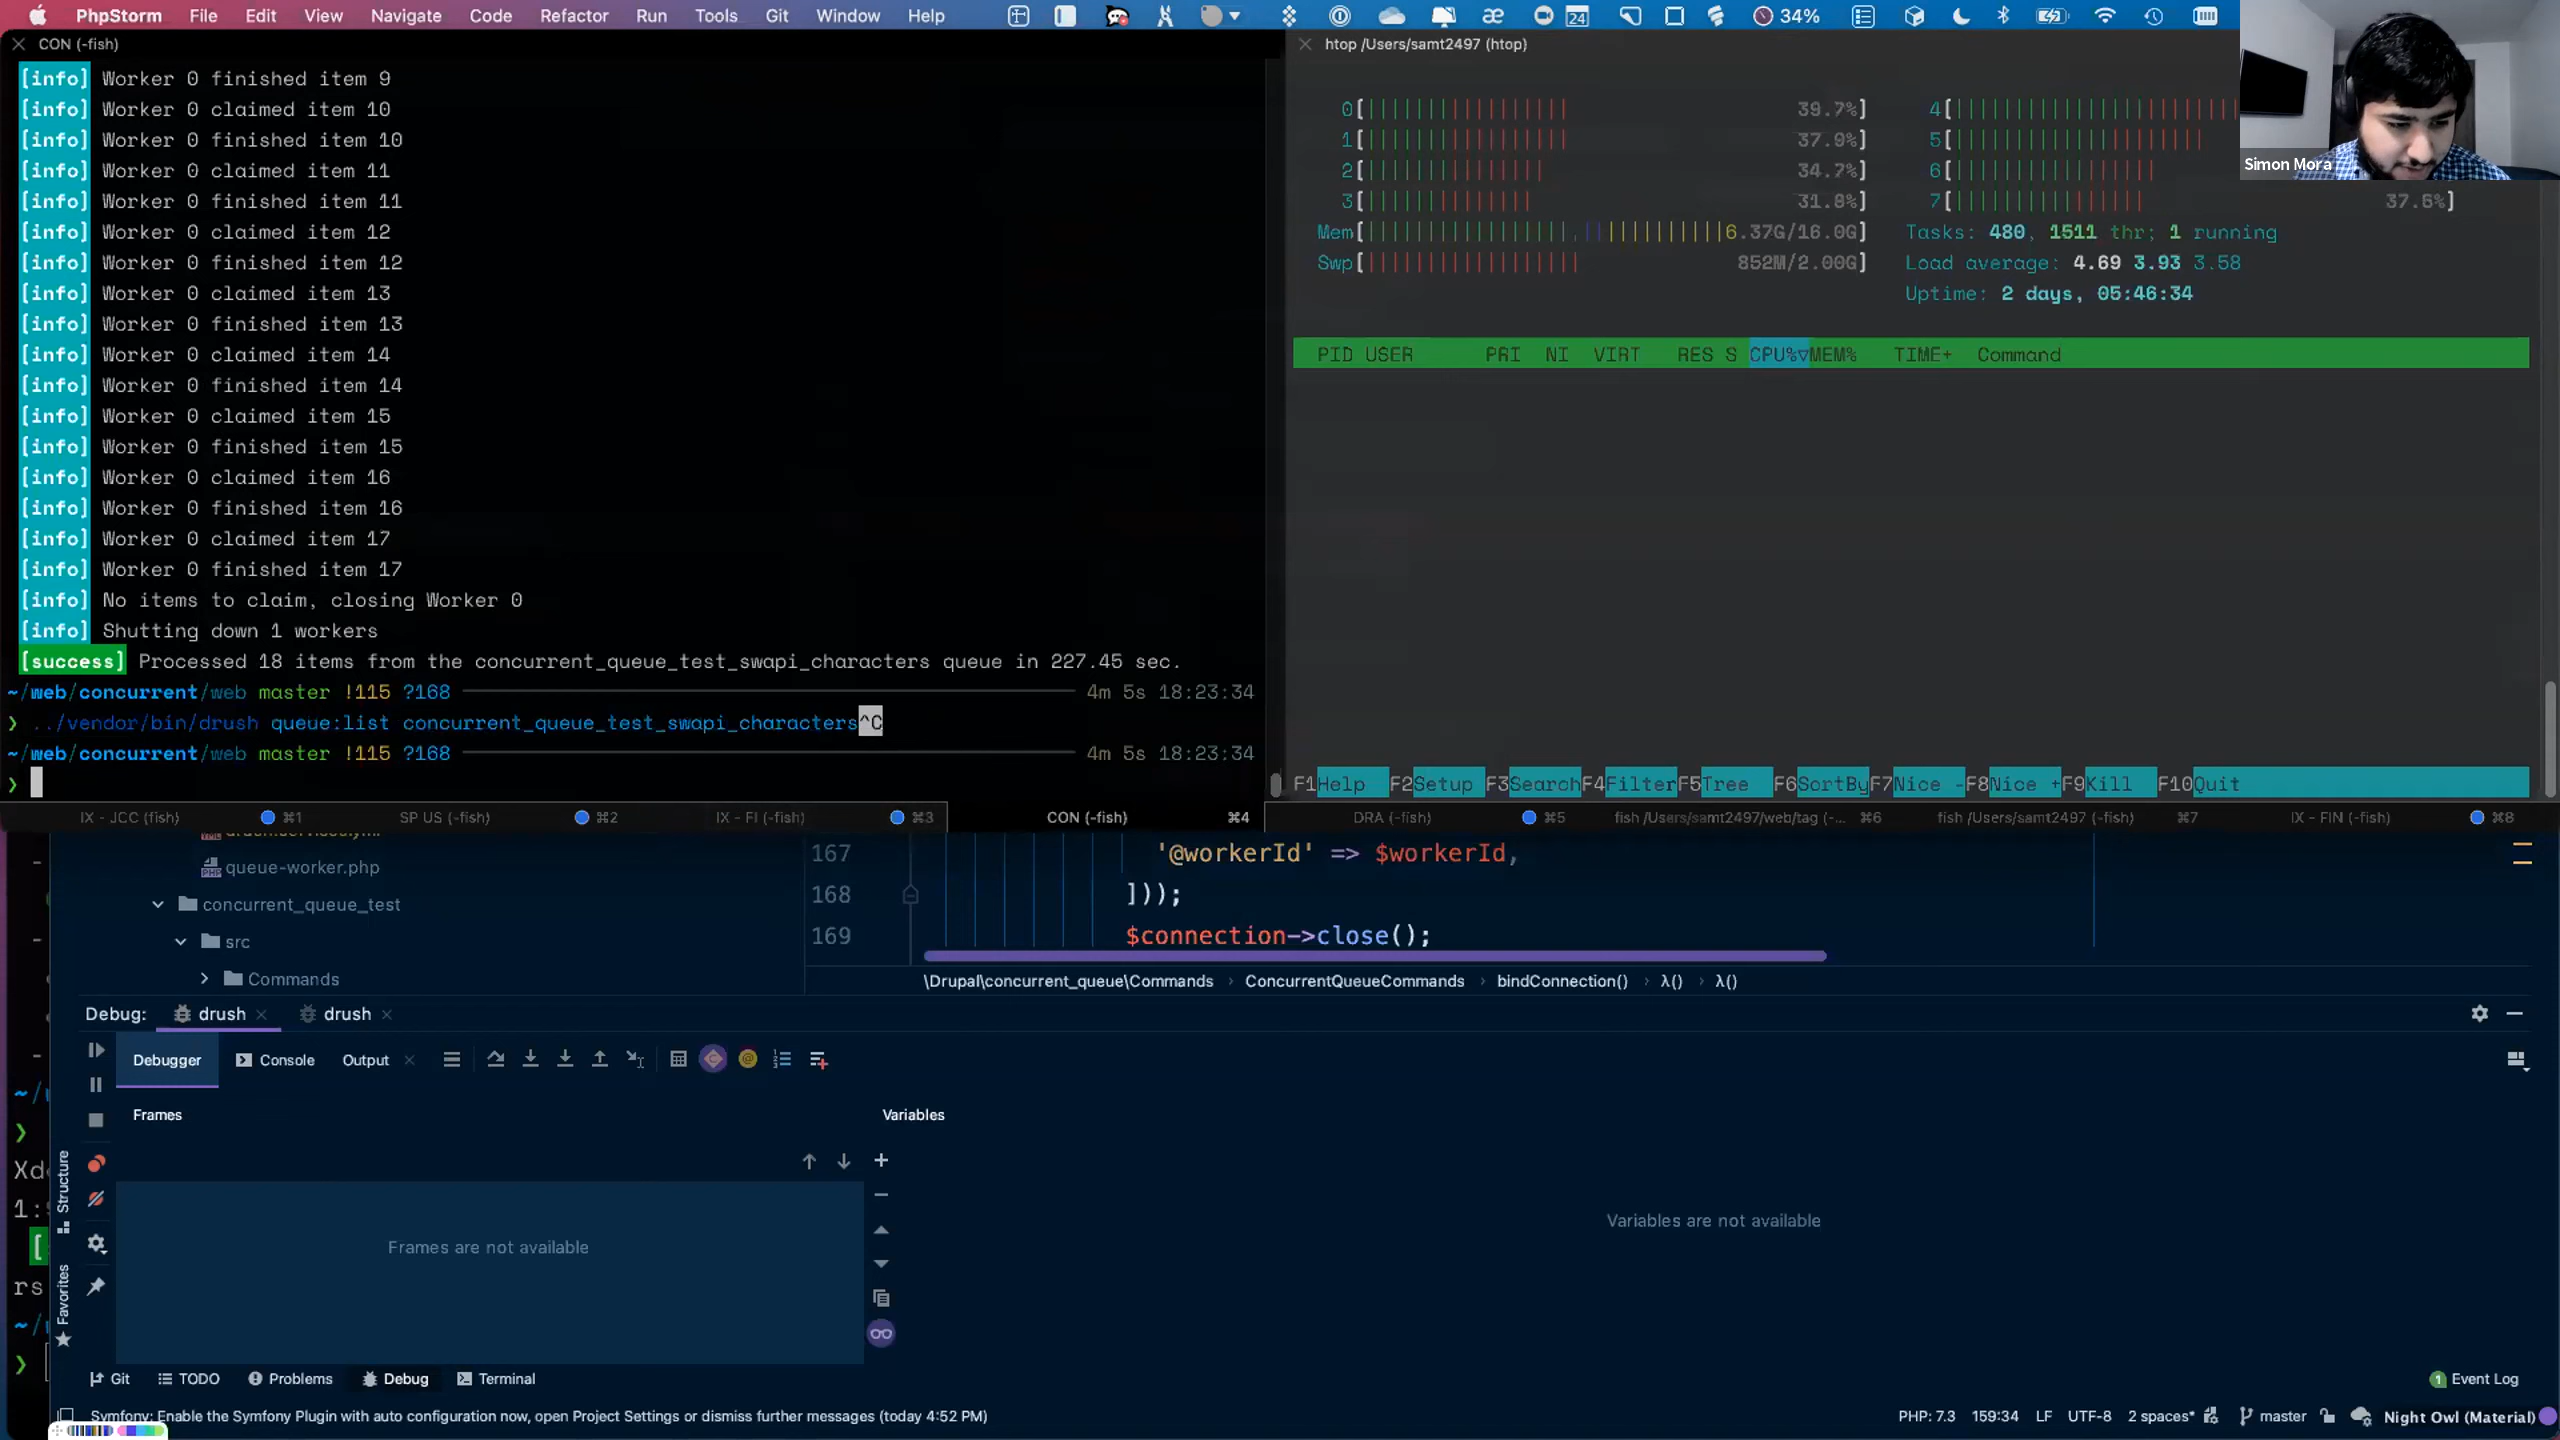 PhpStorm File Edit View Navigate Code Refactor Run Tools Git Window Help 24 34%
CON (-fish)
[info] Worker 0 finished item 9
[info] Worker 0 claimed item 10
[info] Worker 0 finished item 10
[info] Worker 0 claimed item 11
[info] Worker 0 finished item 11
[info] Worker 0 claimed item 12
[info] Worker 0 finished item 12
[info] Worker 0 claimed item 13
[info] Worker 0 finished item 13
[info] Worker 0 claimed item 14
[info] Worker 0 finished item 14
[info] Worker 0 claimed item 15
[info] Worker 0 finished item 15
[info] Worker 0 claimed item 16
[info] Worker 0 finished item 16
[info] Worker 0 claimed item 17
[info] Worker 0 finished item 17
[info] No items to claim, closing Worker 0
[info] Shutting down 1 workers
[success] Processed 18 items from the concurrent_queue_test_swapi_characters queue in 227.45 sec.
~/web/concurrent/web master !115 ?168 4m 5s 18:23:34
❯ ../vendor/bin/drush queue:list concurrent_queue_test_swapi_characters^C
~/web/concurrent/web master !115 ?168 4m 5s 18:23:34
❯
htop /Users/samt2497 (htop)
0[ 39.7%] 4[
1[ 37.9%] 5[
2[ 34.7%] 6[
3[ 31.8%] 7[ 37.6%]
Mem[ 6.37G/16.0G] Tasks: 480, 1511 thr; 1 running
Swp[ 852M/2.00G] Load average: 4.69 3.93 3.58
Uptime: 2 days, 05:46:34
PID USER PRI NI VIRT RES S CPU%▽MEM% TIME+ Command
F1Help F2Setup F3SearchF4FilterF5Tree F6SortByF7Nice -F8Nice +F9Kill F10Quit
Simon Mora
IX - JCC (fish) ⌘1 SP US (-fish) ⌘2 IX - FI (-fish) ⌘3 CON (-fish) ⌘4 DRA (-fish) ⌘5 fish /Users/samt2497/web/tag (-... ⌘6 fish /Users/samt2497 (-fish) ⌘7 IX - FIN (-fish) ⌘8
queue-worker.php
concurrent_queue_test
src
Commands
167 '@workerId' => $workerId,
168 ]));
169 $connection->close();
\Drupal\concurrent_queue\Commands › ConcurrentQueueCommands › bindConnection() › λ() › λ()
Debug: drush drush
Debugger Console Output
Frames Variables
Frames are not available
Variables are not available
Structure
Favorites
Xd
1:
[
rs
Git TODO Problems Debug Terminal 1 Event Log
Symfony: Enable the Symfony Plugin with auto configuration now, open Project Settings or dismiss further messages (today 4:52 PM) PHP: 7.3 159:34 LF UTF-8 2 spaces* master Night Owl (Material)